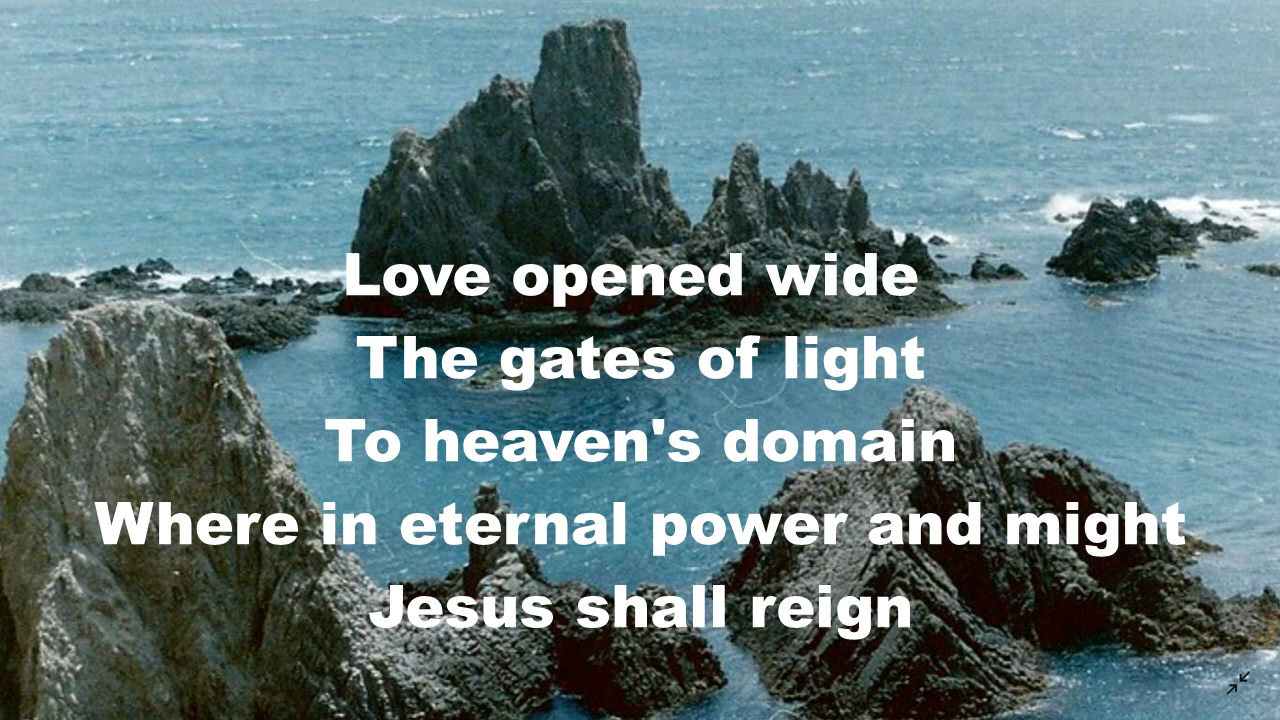 Love opened wide
The gates of light
To heaven's domain
Where in eternal power and might
Jesus shall reign